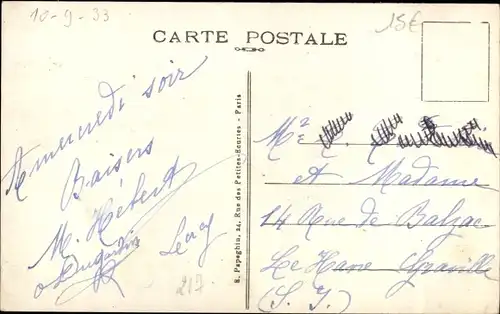 10-9-33
15€
CARTE POSTALE
A mercredi soir
Baisers
M. Hébert
Leroy
217
E. Papeghin, 24, Rue des Petites-Ecuries - Paris
et Madame
14 Rue de Balzac
Le Havre Graville
(S. I)